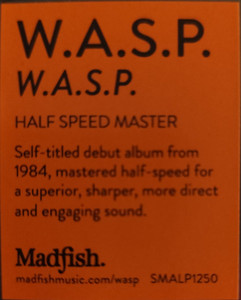 W.A.S.P.
W.A.S.P.
HALF SPEED MASTER
Self-titled debut album from
1984, mastered half-speed for
a superior, sharper, more direct
and engaging sound.
Madfish.
madfishmusic.com/wasp SMALP1250